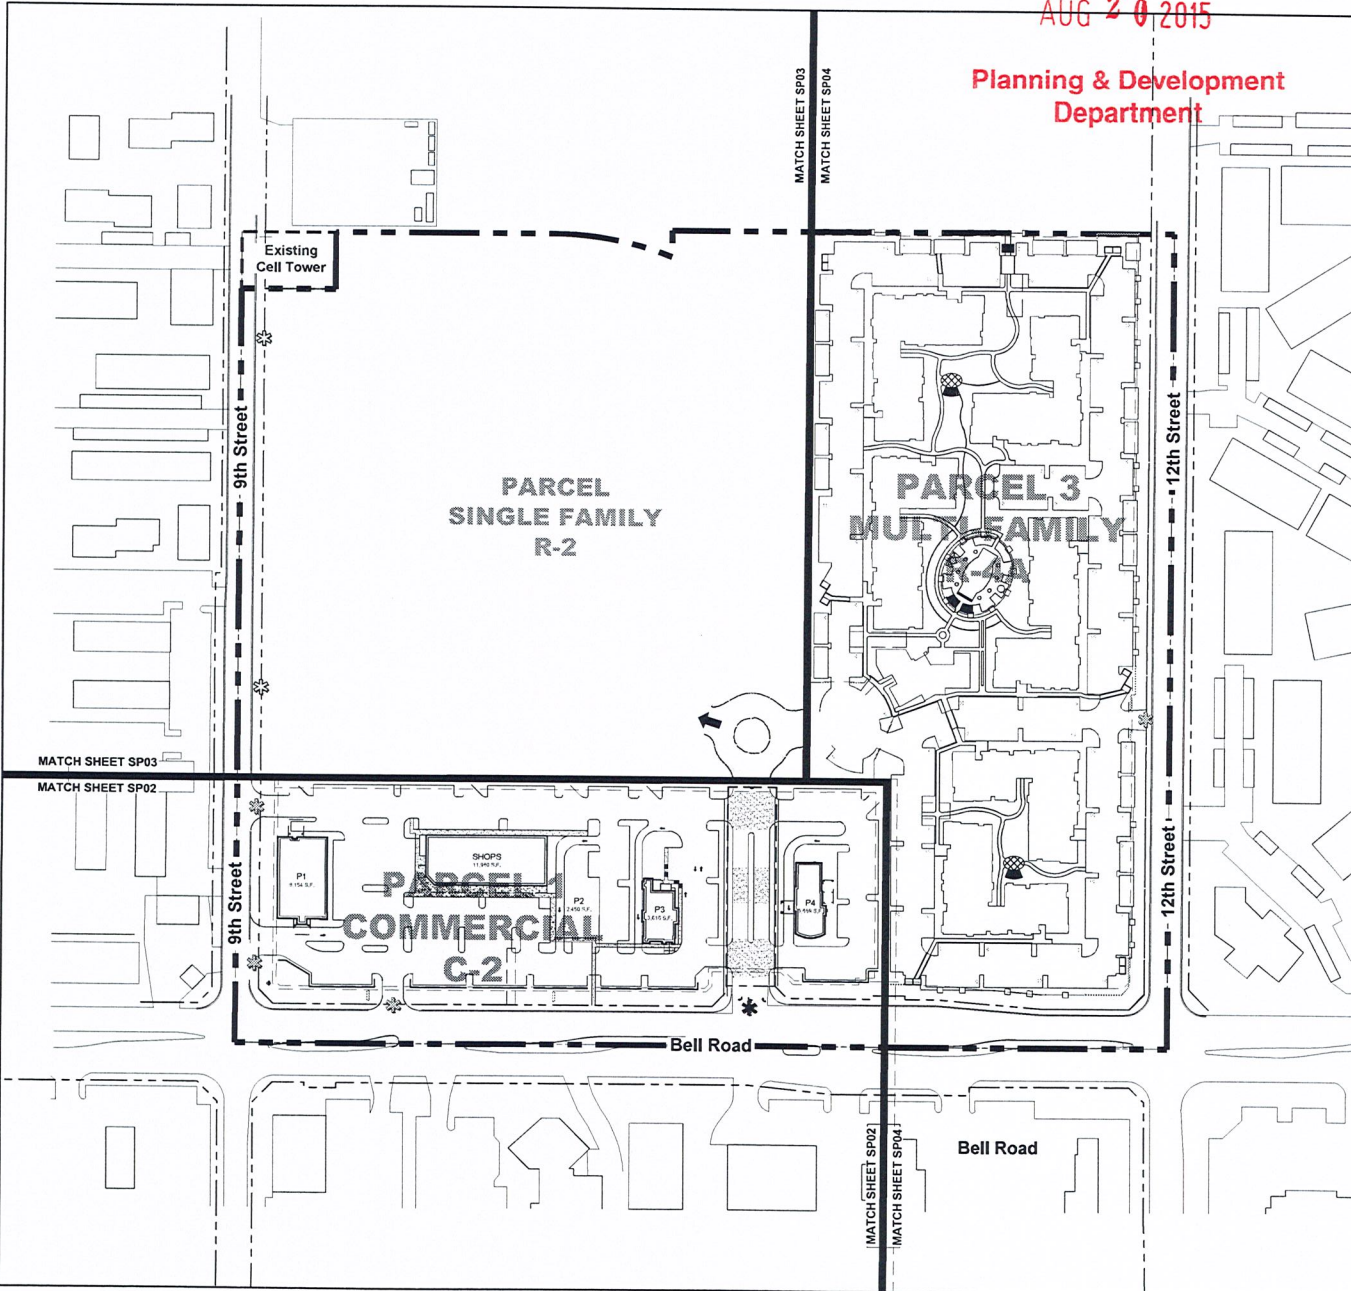 AUG 20 2015
Planning & Development
Department
MATCH SHEET SP03
MATCH SHEET SP04
Existing
Cell Tower
9th Street
12th Street
PARCEL
SINGLE FAMILY
R-2
PARCEL 3
MULTI FAMILY
R-4A
MATCH SHEET SP03
MATCH SHEET SP02
9th Street
12th Street
P1
SHOPS
P2
P3
P4
PARCEL 1
COMMERCIAL
C-2
Bell Road
Bell Road
MATCH SHEET SP02
MATCH SHEET SP04